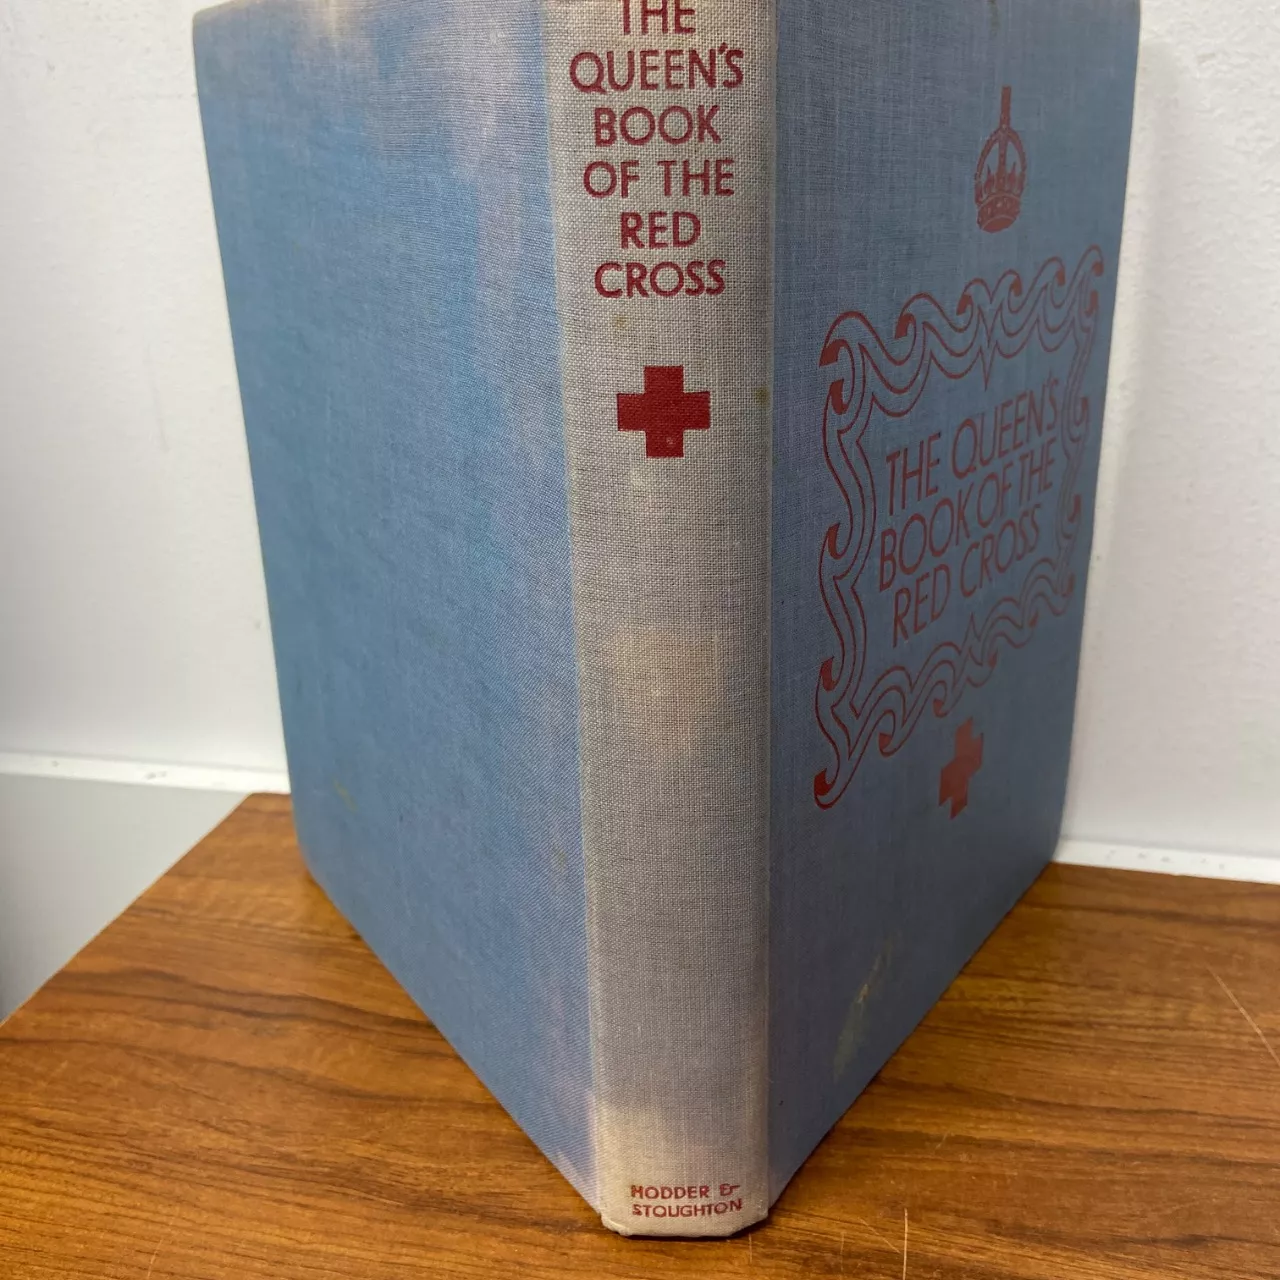 THE
QUEEN'S
BOOK
OF THE
RED
CROSS
HODDER &
STOUGHTON
THE QUEEN'S
BOOK OF THE
RED CROSS